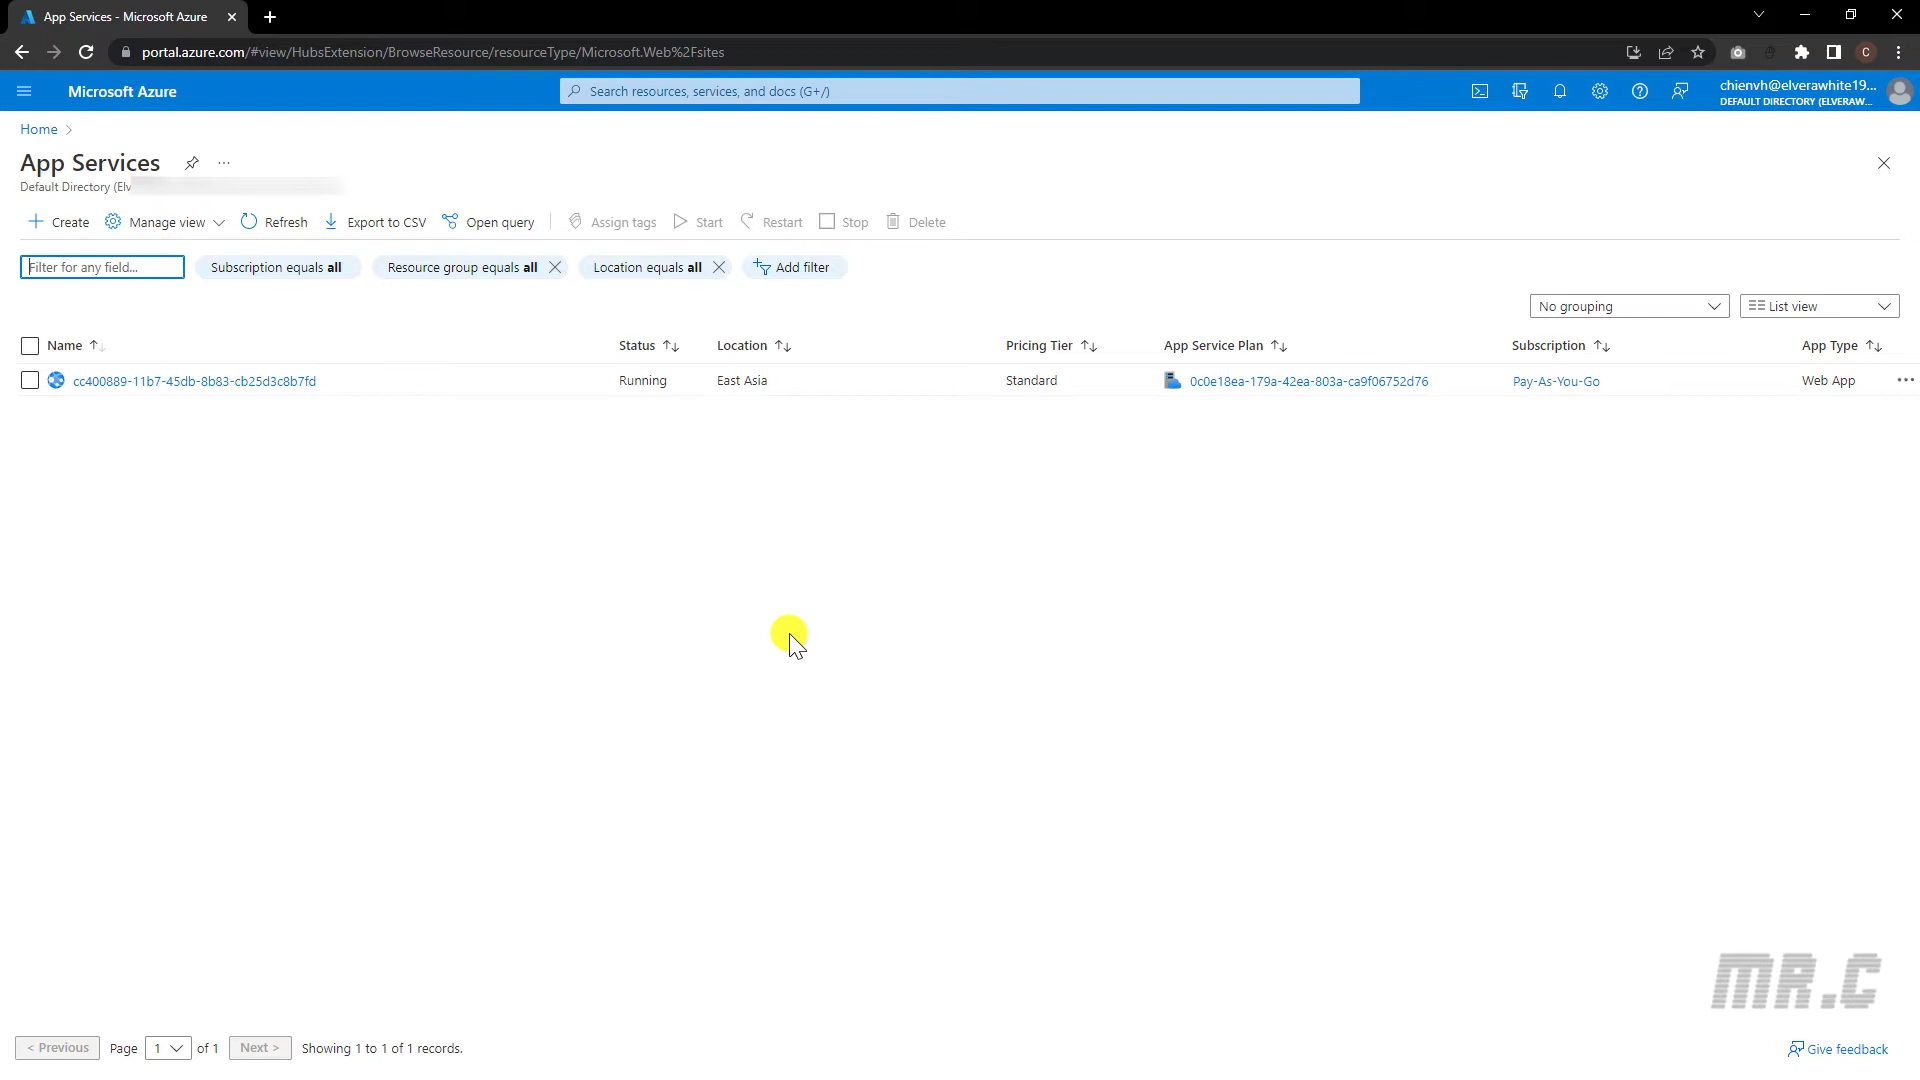 App Services - Microsoft Azure
portal.azure.com/#view/HubsExtension/BrowseResource/resourceType/Microsoft.Web%2Fsites
C
Microsoft Azure
Search resources, services, and docs (G+/)
chienvh@elverawhite19...
DEFAULT DIRECTORY (ELVERAW...
Home
App Services
Default Directory (Elv
Create Manage view Refresh Export to CSV Open query Assign tags Start Restart Stop Delete
Filter for any field... Subscription equals all Resource group equals all Location equals all Add filter
No grouping List view
Name Status Location Pricing Tier App Service Plan Subscription App Type
cc400889-11b7-45db-8b83-cb25d3c8b7fd Running East Asia Standard 0c0e18ea-179a-42ea-803a-ca9f06752d76 Pay-As-You-Go Web App
MR.C
< Previous Page 1 of 1 Next > Showing 1 to 1 of 1 records.
Give feedback